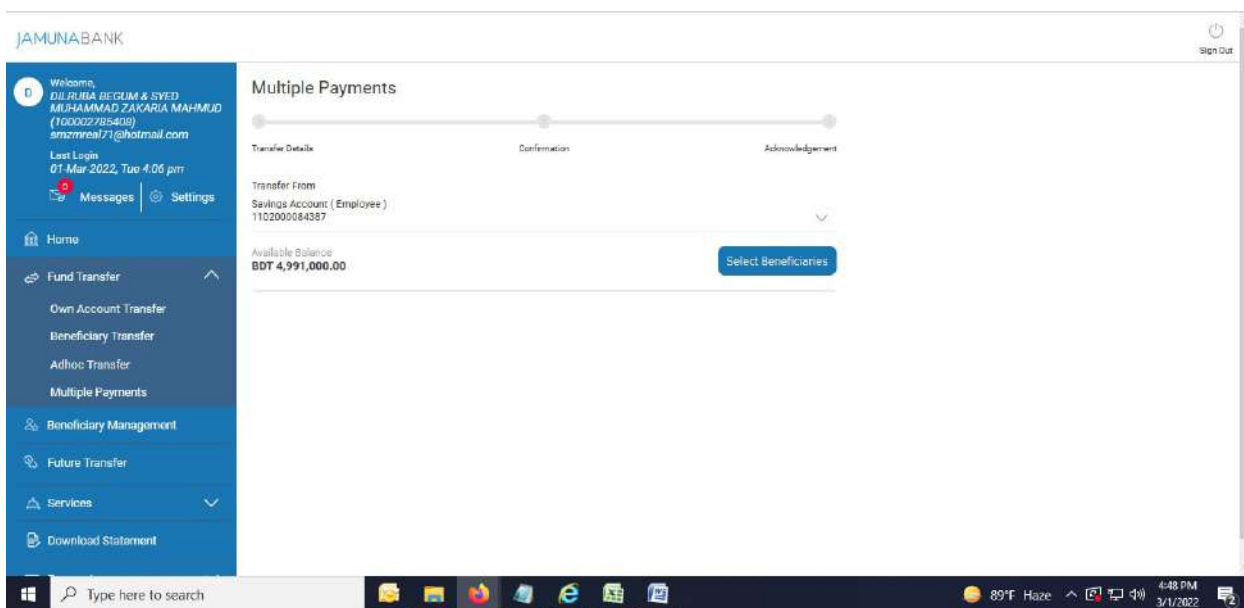 JAMUNABANK
Sign Out
D
Welcome,
DILRUBA BEGUM & SYED
MUHAMMAD ZAKARIA MAHMUD
(100002785408)
smzmreal71@hotmail.com
Last Login
01-Mar-2022, Tue 4:06 pm
0
Messages
Settings
Home
Fund Transfer
Own Account Transfer
Beneficiary Transfer
Adhoc Transfer
Multiple Payments
Beneficiary Management
Future Transfer
Services
Download Statement
Multiple Payments
Transfer Details
Confirmation
Acknowledgement
Transfer From
Savings Account ( Employee )
1102000084387
Available Balance
BDT 4,991,000.00
Select Beneficiaries
Type here to search
89°F Haze
4:48 PM
3/1/2022
2